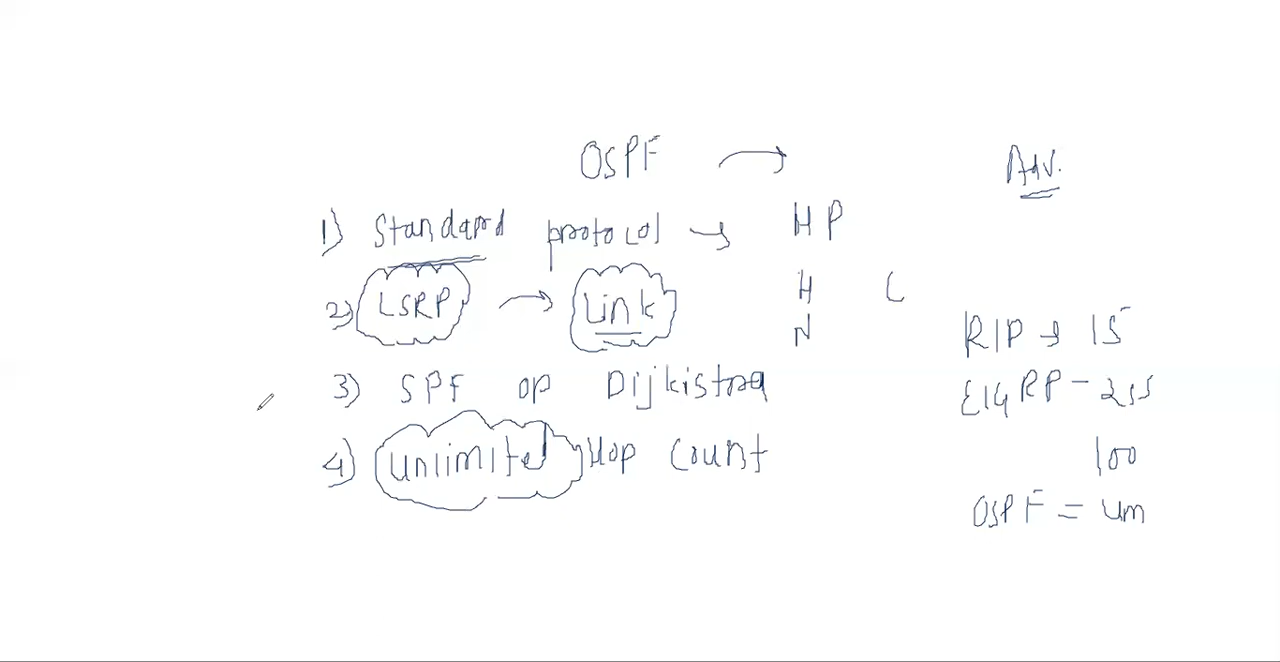 OSPF → Adv.
1) Standard protocol → HP
2) LSRP → Link H C
N
RIP → 15
3) SPF or Dijkistra
EIGRP - 255
4) Unlimited Hop Count
100
OSPF = um